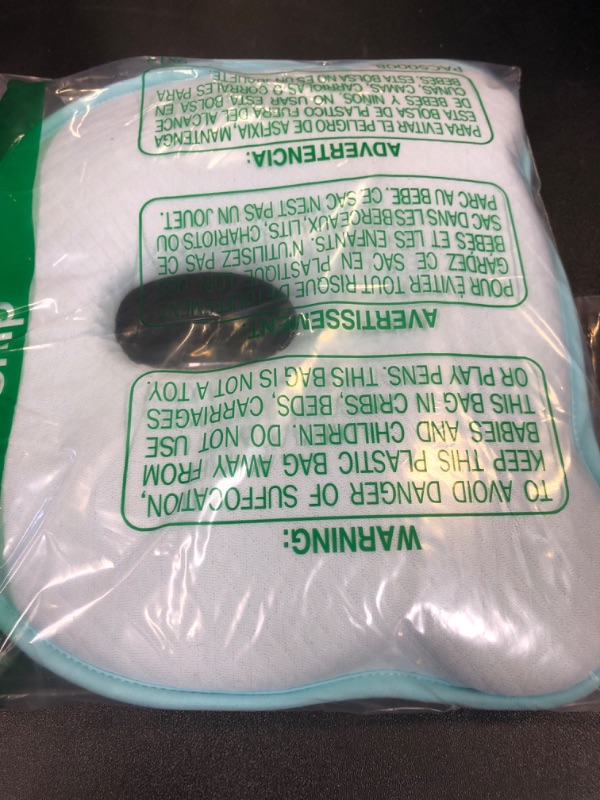 WARNING:
TO AVOID DANGER OF SUFFOCATION,
KEEP THIS PLASTIC BAG AWAY FROM
BABIES AND CHILDREN. DO NOT USE
THIS BAG IN CRIBS, BEDS, CARRIAGES
OR PLAY PENS. THIS BAG IS NOT A TOY.
AVERTISSEMENT:
POUR ÉVITER TOUT RISQUE
GARDEZ CE SAC EN PLASTIQUE
BÉBÉS ET LES ENFANTS. N'UTILISEZ PAS CE
SAC DANS LES BERCEAUX, LITS, CHARIOTS OU
PARC AU BEBE. CE SAC N'EST PAS UN JOUET.
ADVERTENCIA:
PARA EVITAR EL PELIGRO DE ASFIXIA, MANTENGA
ESTA BOLSA DE PLASTICO FUERA DEL ALCANCE
DE BEBES Y NINOS. NO USAR ESTA BOLSA EN
CUNAS, CAMAS, CARRIOLAS O CORRALES PARA
BEBES. ESTA BOLSA NO ES UN JUGUETE.